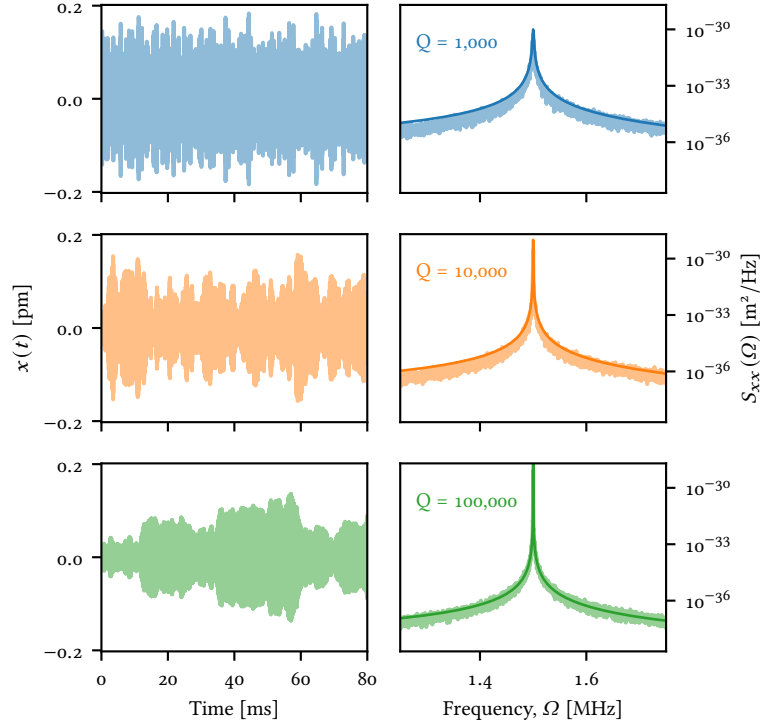 0.2
0.0
−0.2
Q = 1,000
10⁻³⁰
10⁻³³
10⁻³⁶
0.2
0.0
−0.2
x(t) [pm]
Q = 10,000
10⁻³⁰
10⁻³³
10⁻³⁶
Sₓₓ(Ω) [m²/Hz]
0.2
0.0
−0.2
0 20 40 60 80
Time [ms]
Q = 100,000
10⁻³⁰
10⁻³³
10⁻³⁶
1.4 1.6
Frequency, Ω [MHz]